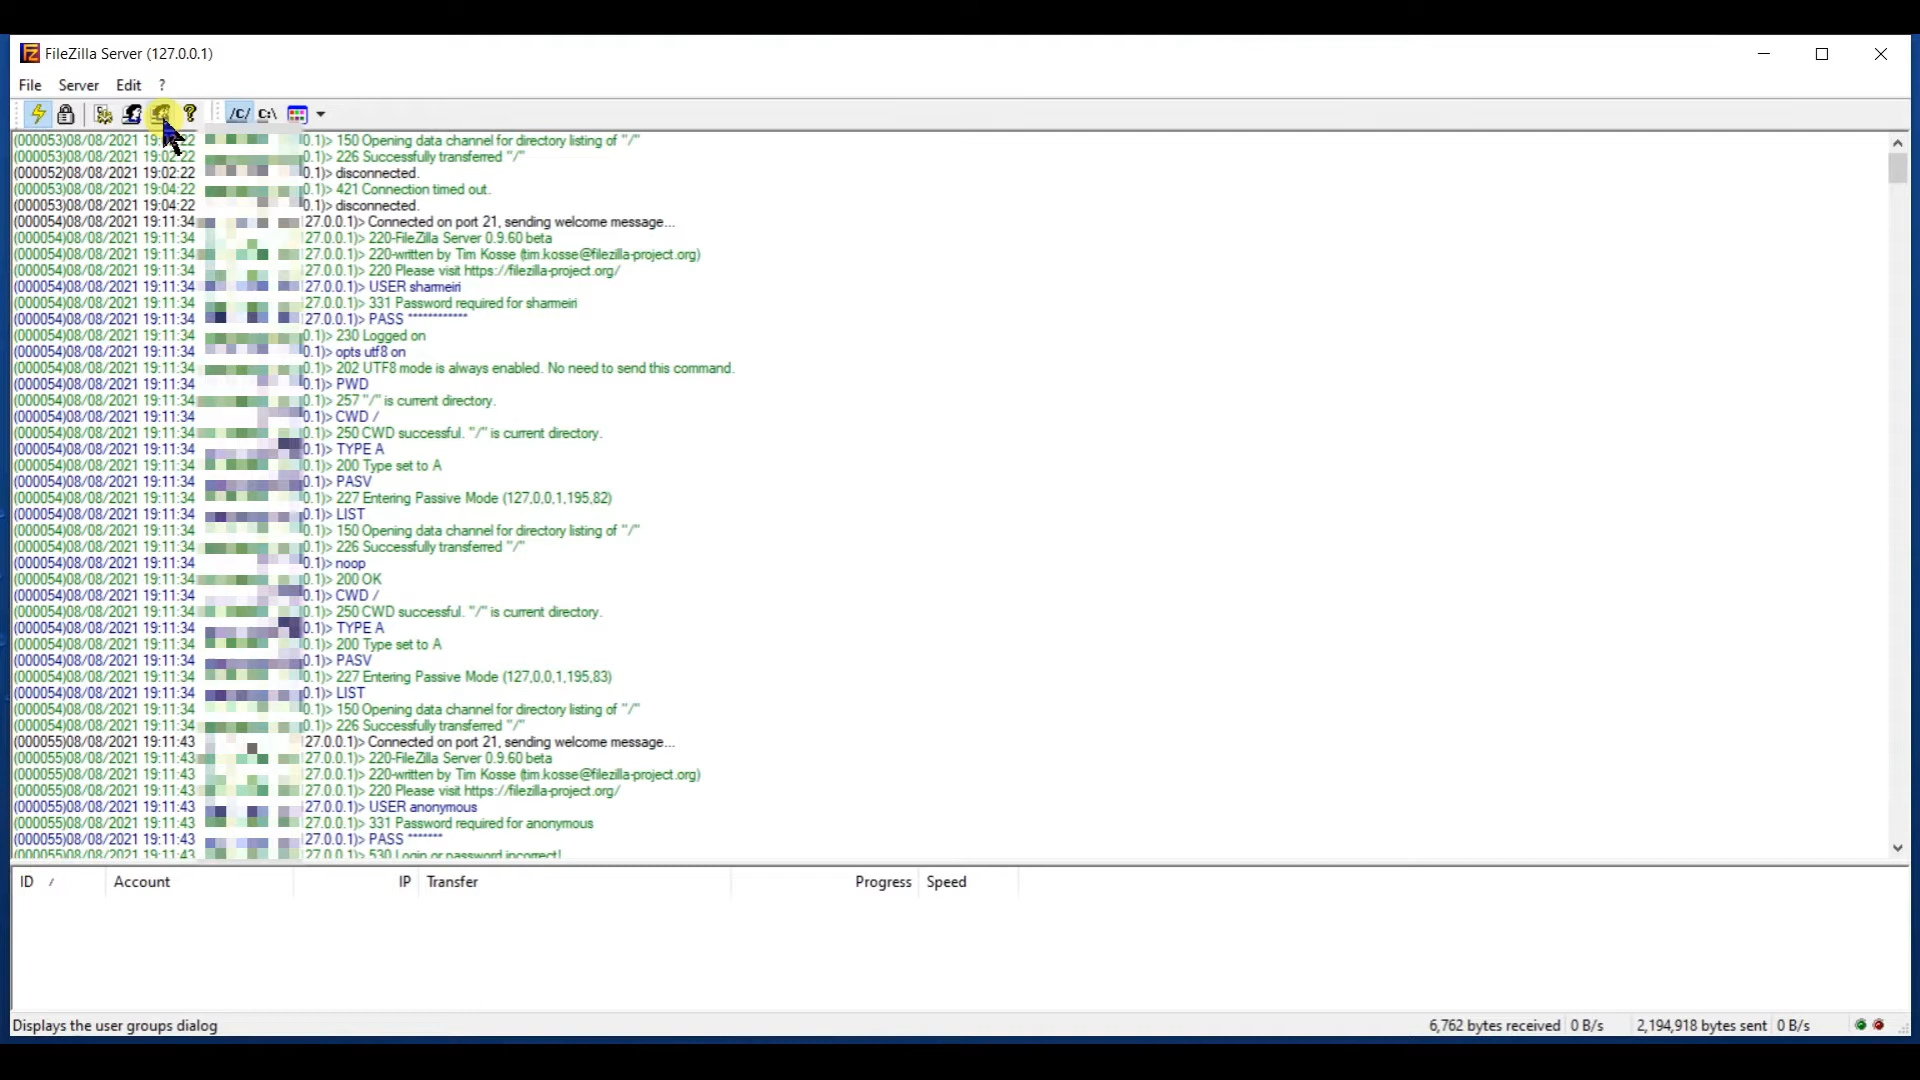 FileZilla Server (127.0.0.1)
File Server Edit ?
/C/ C:\
(000053)08/08/2021 19:02:22 0.1)> 150 Opening data channel for directory listing of "/"
(000053)08/08/2021 19:02:22 0.1)> 226 Successfully transferred "/"
(000052)08/08/2021 19:02:22 0.1)> disconnected.
(000053)08/08/2021 19:04:22 0.1)> 421 Connection timed out.
(000053)08/08/2021 19:04:22 0.1)> disconnected.
(000054)08/08/2021 19:11:34 27.0.0.1)> Connected on port 21, sending welcome message...
(000054)08/08/2021 19:11:34 27.0.0.1)> 220-FileZilla Server 0.9.60 beta
(000054)08/08/2021 19:11:34 27.0.0.1)> 220-written by Tim Kosse (tim.kosse@filezilla-project.org)
(000054)08/08/2021 19:11:34 27.0.0.1)> 220 Please visit https://filezilla-project.org/
(000054)08/08/2021 19:11:34 27.0.0.1)> USER sharmeiri
(000054)08/08/2021 19:11:34 27.0.0.1)> 331 Password required for sharmeiri
(000054)08/08/2021 19:11:34 27.0.0.1)> PASS ************
(000054)08/08/2021 19:11:34 0.1)> 230 Logged on
(000054)08/08/2021 19:11:34 0.1)> opts utf8 on
(000054)08/08/2021 19:11:34 0.1)> 202 UTF8 mode is always enabled. No need to send this command.
(000054)08/08/2021 19:11:34 0.1)> PWD
(000054)08/08/2021 19:11:34 0.1)> 257 "/" is current directory.
(000054)08/08/2021 19:11:34 0.1)> CWD /
(000054)08/08/2021 19:11:34 0.1)> 250 CWD successful. "/" is current directory.
(000054)08/08/2021 19:11:34 0.1)> TYPE A
(000054)08/08/2021 19:11:34 0.1)> 200 Type set to A
(000054)08/08/2021 19:11:34 0.1)> PASV
(000054)08/08/2021 19:11:34 0.1)> 227 Entering Passive Mode (127,0,0,1,195,82)
(000054)08/08/2021 19:11:34 0.1)> LIST
(000054)08/08/2021 19:11:34 0.1)> 150 Opening data channel for directory listing of "/"
(000054)08/08/2021 19:11:34 0.1)> 226 Successfully transferred "/"
(000054)08/08/2021 19:11:34 0.1)> noop
(000054)08/08/2021 19:11:34 0.1)> 200 OK
(000054)08/08/2021 19:11:34 0.1)> CWD /
(000054)08/08/2021 19:11:34 0.1)> 250 CWD successful. "/" is current directory.
(000054)08/08/2021 19:11:34 0.1)> TYPE A
(000054)08/08/2021 19:11:34 0.1)> 200 Type set to A
(000054)08/08/2021 19:11:34 0.1)> PASV
(000054)08/08/2021 19:11:34 0.1)> 227 Entering Passive Mode (127,0,0,1,195,83)
(000054)08/08/2021 19:11:34 0.1)> LIST
(000054)08/08/2021 19:11:34 0.1)> 150 Opening data channel for directory listing of "/"
(000054)08/08/2021 19:11:34 0.1)> 226 Successfully transferred "/"
(000055)08/08/2021 19:11:43 27.0.0.1)> Connected on port 21, sending welcome message...
(000055)08/08/2021 19:11:43 27.0.0.1)> 220-FileZilla Server 0.9.60 beta
(000055)08/08/2021 19:11:43 27.0.0.1)> 220-written by Tim Kosse (tim.kosse@filezilla-project.org)
(000055)08/08/2021 19:11:43 27.0.0.1)> 220 Please visit https://filezilla-project.org/
(000055)08/08/2021 19:11:43 27.0.0.1)> USER anonymous
(000055)08/08/2021 19:11:43 27.0.0.1)> 331 Password required for anonymous
(000055)08/08/2021 19:11:43 27.0.0.1)> PASS *******
(000055)08/08/2021 19:11:43 27.0.0.1)> 530 Login or password incorrect!
ID / Account IP Transfer Progress Speed
Displays the user groups dialog 6,762 bytes received 0 B/s 2,194,918 bytes sent 0 B/s